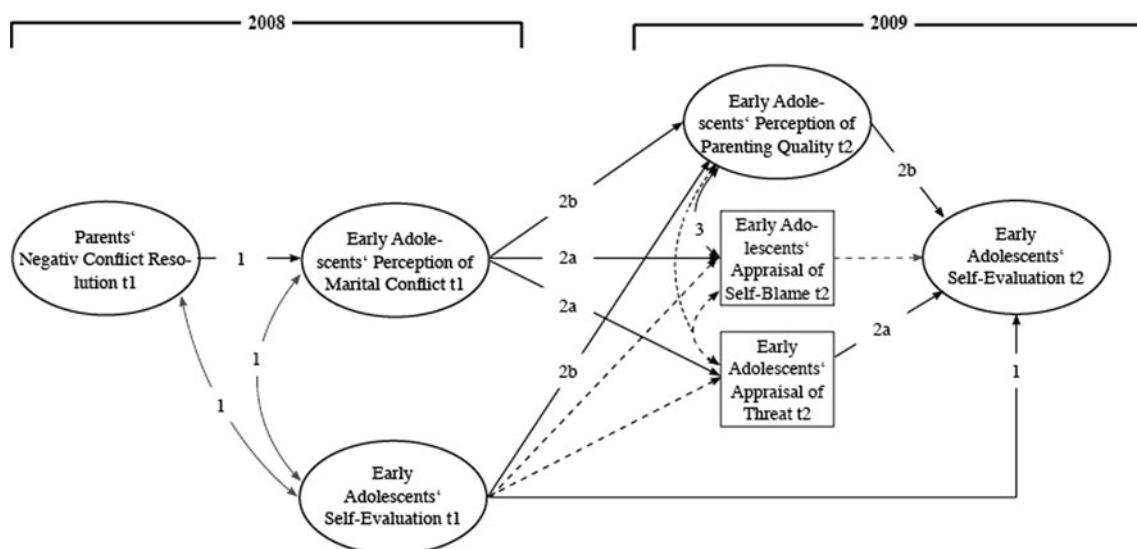 2008
2009
Early Adole-
scents‘ Perception of
Parenting Quality t2
2b
2b
Parents‘
Negativ Conflict Reso-
lution t1
1
Early Adole-
scents‘ Perception of
Marital Conflict t1
2a
3
Early Ado-
lescents‘
Appraisal of
Self-Blame t2
Early
Adolescents‘
Self-Evaluation t2
2a
2a
1
2b
Early
Adolescents‘
Appraisal of
Threat t2
1
1
Early
Adolescents‘
Self-Evaluation t1